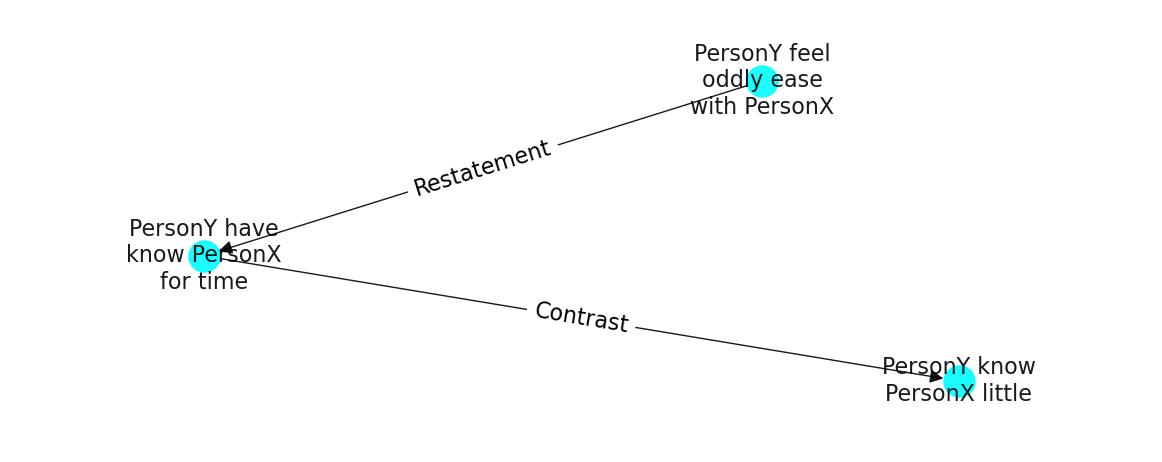 PersonY feel
oddly ease
with PersonX
Restatement
PersonY have
know PersonX
for time
Contrast
PersonY know
PersonX little